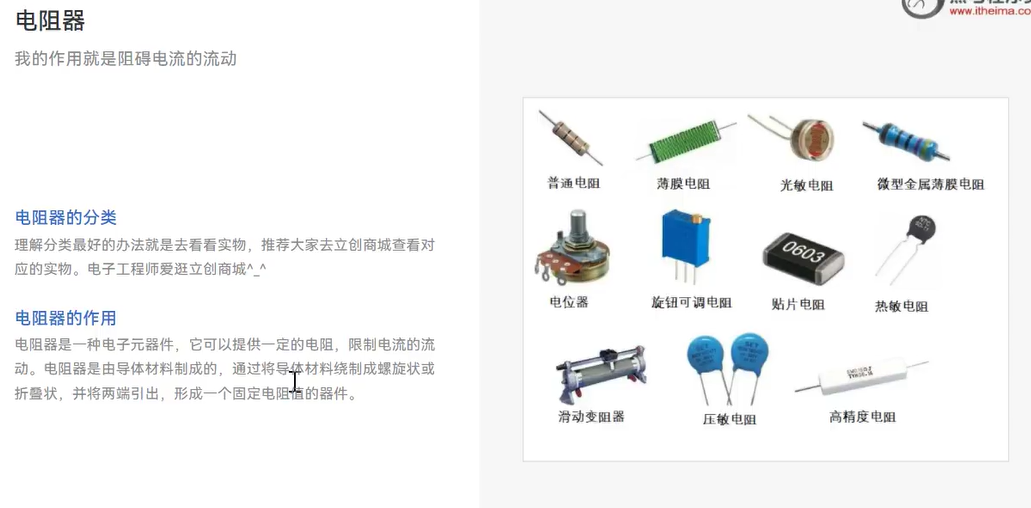 电阻器
www.itheima.co
我的作用就是阻碍电流的流动
电阻器的分类
理解分类最好的办法就是去看看实物，推荐大家去立创商城查看对
应的实物。电子工程师爱逛立创商城^_^
电阻器的作用
电阻器是一种电子元器件，它可以提供一定的电阻，限制电流的流
动。电阻器是由导体材料制成的，通过将导体材料绕制成螺旋状或
折叠状，并将两端引出，形成一个固定电阻值的器件。
普通电阻 薄膜电阻 光敏电阻 微型金属薄膜电阻
0603
电位器 旋钮可调电阻 贴片电阻 热敏电阻
滑动变阻器 压敏电阻 高精度电阻